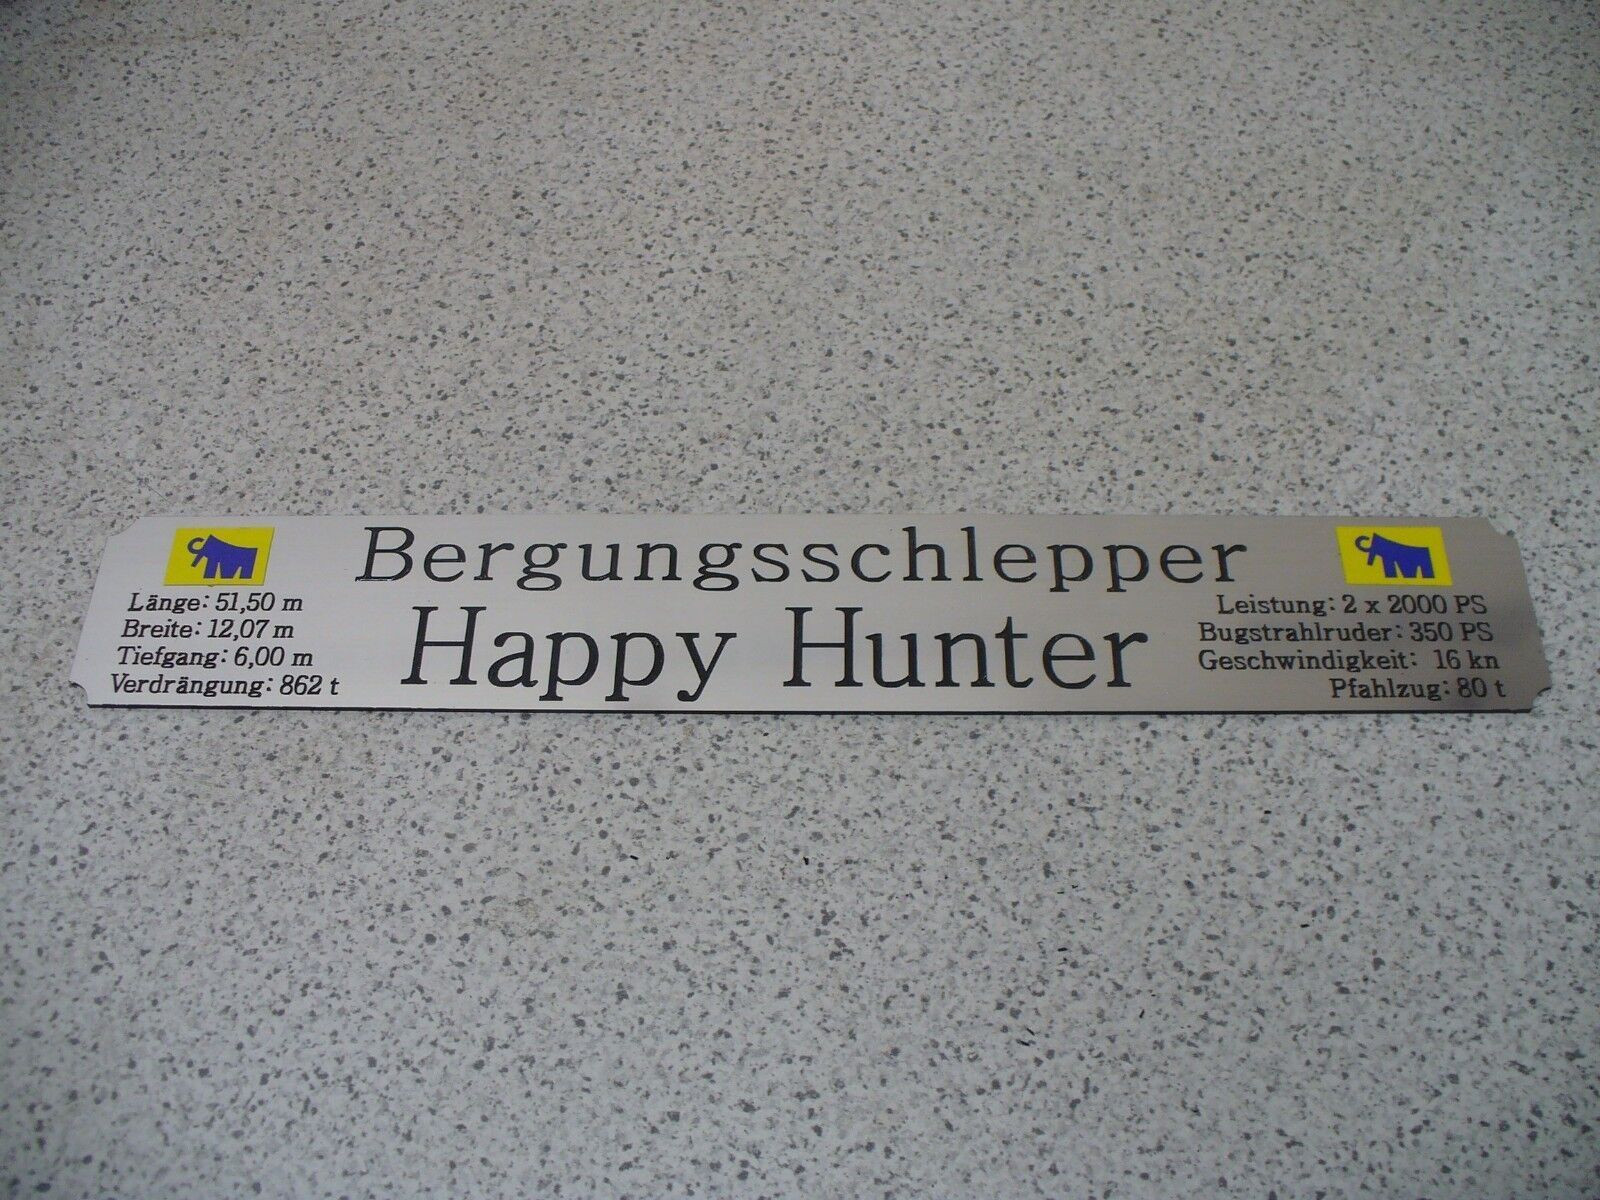 Bergungsschlepper
Happy Hunter
Länge: 51,50 m
Breite: 12,07 m
Tiefgang: 6,00 m
Verdrängung: 862 t
Leistung: 2 x 2000 PS
Bugstrahlruder: 350 PS
Geschwindigkeit: 16 kn
Pfahlzug: 80 t